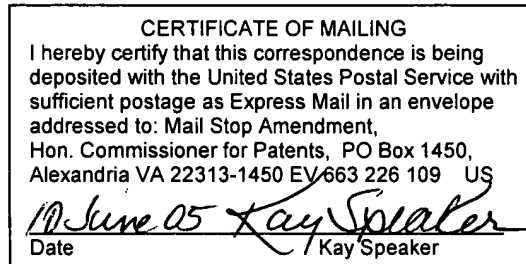 CERTIFICATE OF MAILING
I hereby certify that this correspondence is being
deposited with the United States Postal Service with
sufficient postage as Express Mail in an envelope
addressed to: Mail Stop Amendment,
Hon. Commissioner for Patents, PO Box 1450,
Alexandria VA 22313-1450 EV 663 226 109 US
10 June 05 Kay Speaker
Date Kay Speaker